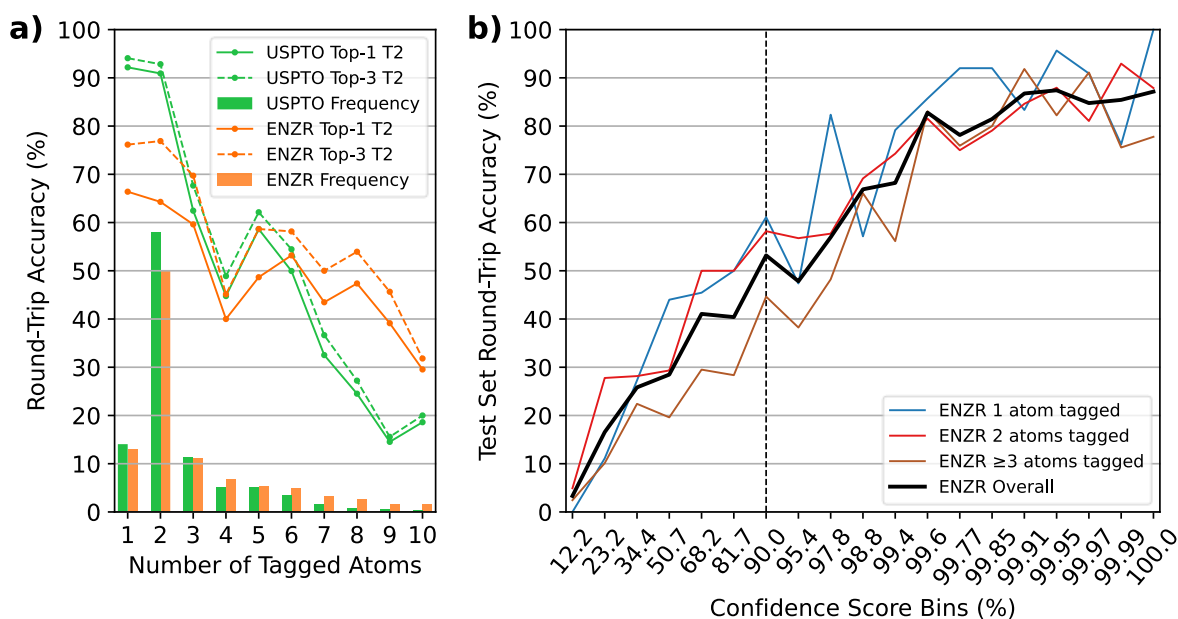 a)
100
90
80
70
60
50
40
30
20
10
0
Round-Trip Accuracy (%)
USPTO Top-1 T2
USPTO Top-3 T2
USPTO Frequency
ENZR Top-1 T2
ENZR Top-3 T2
ENZR Frequency
1 2 3 4 5 6 7 8 9 10
Number of Tagged Atoms
b)
100
90
80
70
60
50
40
30
20
10
0
Test Set Round-Trip Accuracy (%)
ENZR 1 atom tagged
ENZR 2 atoms tagged
ENZR ≥3 atoms tagged
ENZR Overall
12.2 23.2 34.4 50.7 68.2 81.7 90.0 95.4 97.8 98.8 99.4 99.6 99.77 99.85 99.91 99.95 99.97 99.99 100.0
Confidence Score Bins (%)